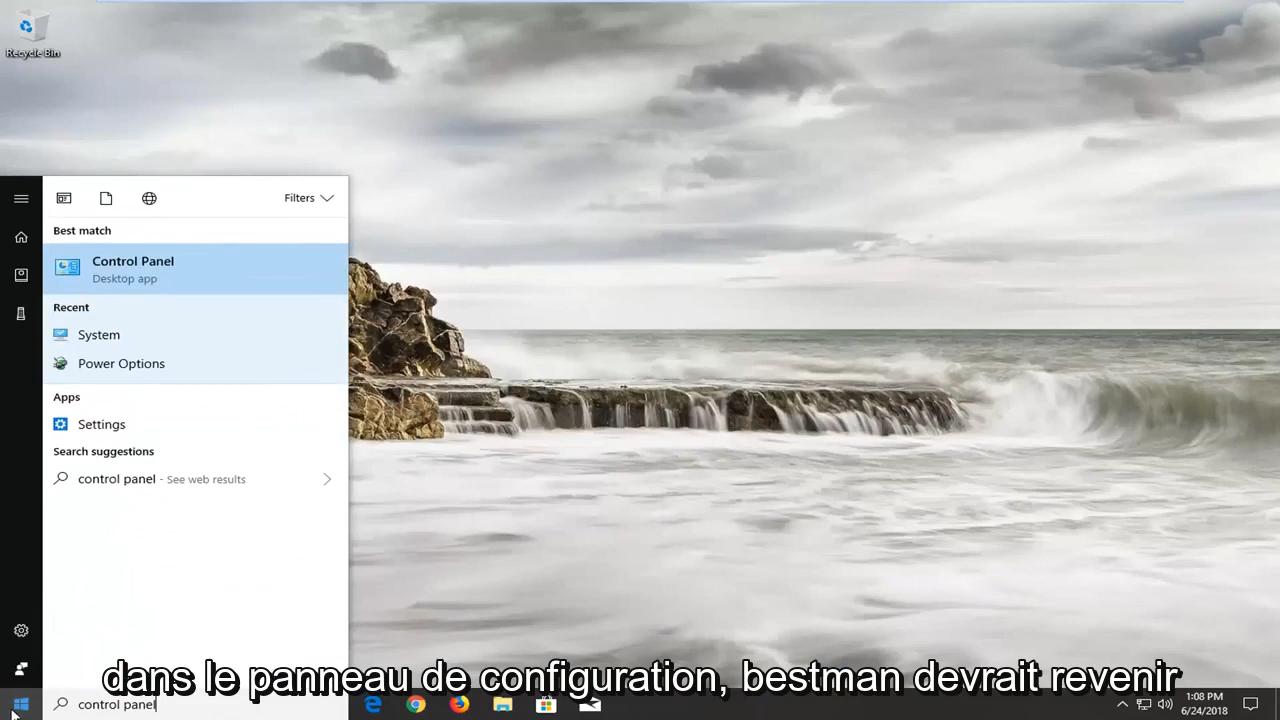 Recycle Bin
Filters
Best match
Control Panel
Desktop app
Recent
System
Power Options
Apps
Settings
Search suggestions
control panel - See web results
dans le panneau de configuration, bestman devrait revenir
control panel
1:08 PM
6/24/2018